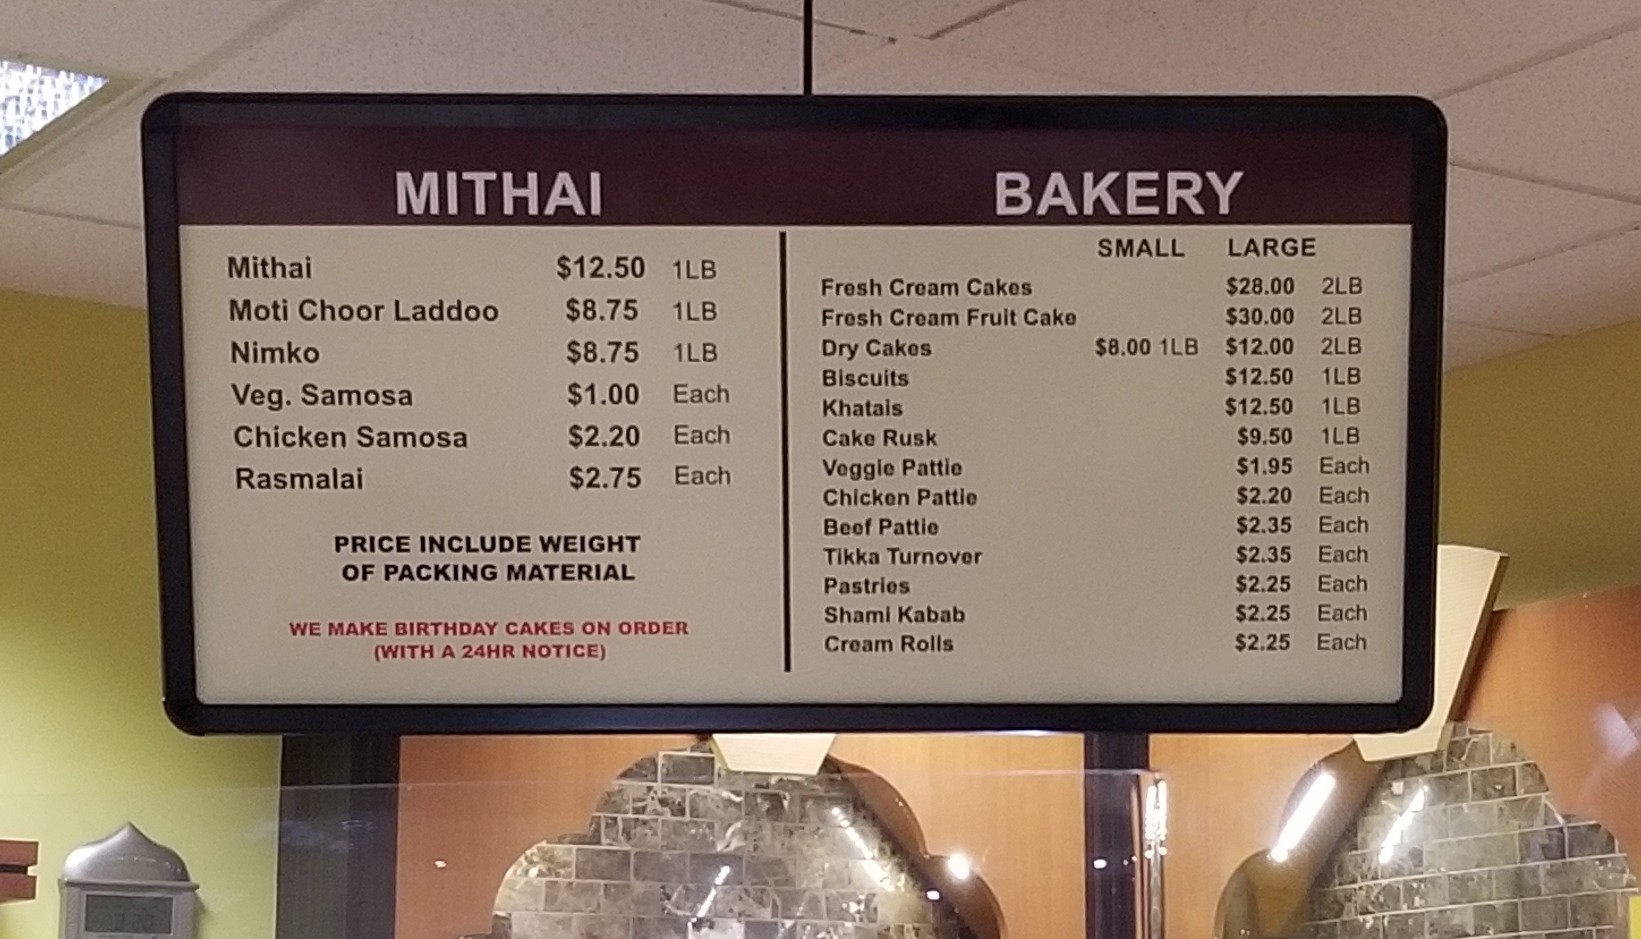 MITHAI
Mithai $12.50 1LB
Moti Choor Laddoo $8.75 1LB
Nimko $8.75 1LB
Veg. Samosa $1.00 Each
Chicken Samosa $2.20 Each
Rasmalai $2.75 Each
PRICE INCLUDE WEIGHT
OF PACKING MATERIAL
WE MAKE BIRTHDAY CAKES ON ORDER
(WITH A 24HR NOTICE)
BAKERY
SMALL LARGE
Fresh Cream Cakes $28.00 2LB
Fresh Cream Fruit Cake $30.00 2LB
Dry Cakes $8.00 1LB $12.00 2LB
Biscuits $12.50 1LB
Khatais $12.50 1LB
Cake Rusk $9.50 1LB
Veggie Pattie $1.95 Each
Chicken Pattie $2.20 Each
Beef Pattie $2.35 Each
Tikka Turnover $2.35 Each
Pastries $2.25 Each
Shami Kabab $2.25 Each
Cream Rolls $2.25 Each